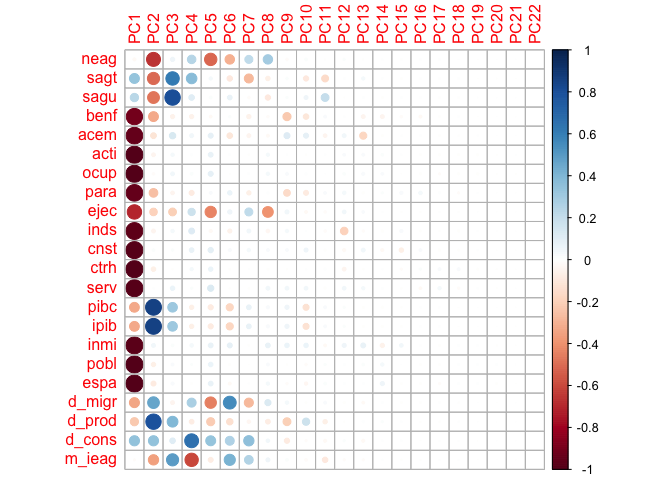 PC1 PC2 PC3 PC4 PC5 PC6 PC7 PC8 PC9 PC10 PC11 PC12 PC13 PC14 PC15 PC16 PC17 PC18 PC19 PC20 PC21 PC22
neag
sagt
sagu
benf
acem
acti
ocup
para
ejec
inds
cnst
ctrh
serv
pibc
ipib
inmi
pobl
espa
d_migr
d_prod
d_cons
m_ieag
1
0.8
0.6
0.4
0.2
0
-0.2
-0.4
-0.6
-0.8
-1